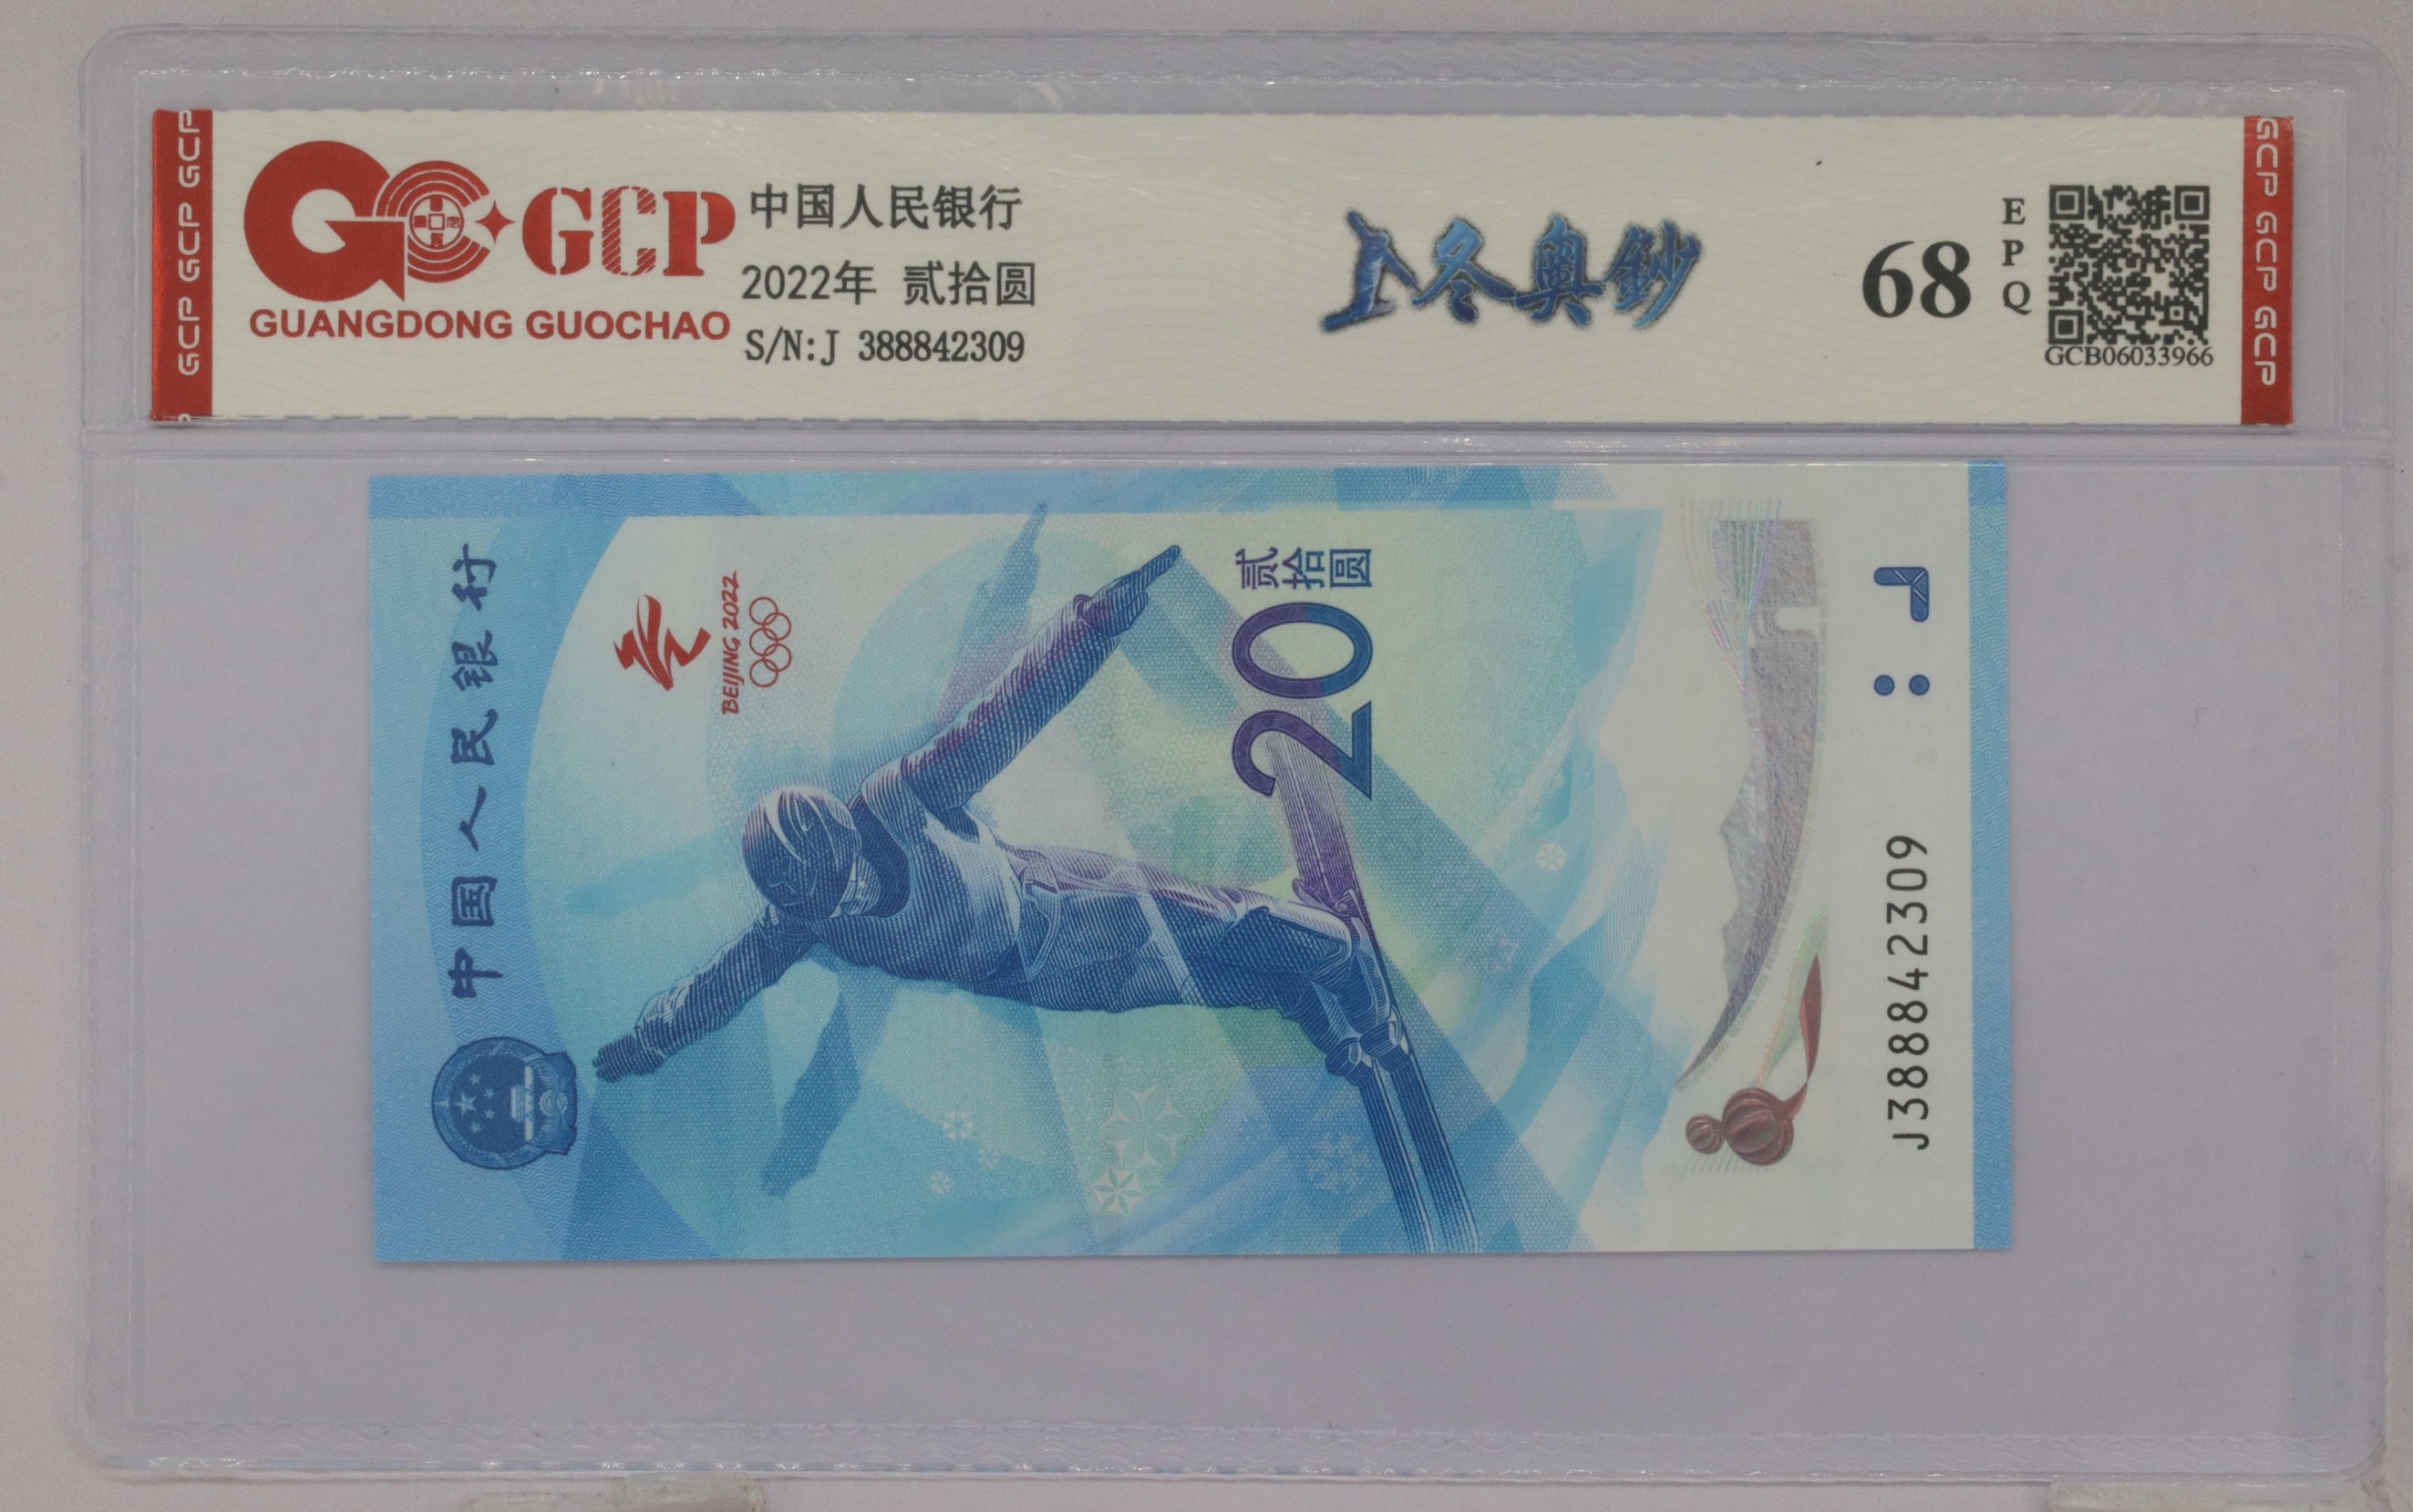 GCP GCP GCP
GCP
GUANGDONG GUOCHAO
中国人民银行
2022年 贰拾圆
S/N:J 388842309
冬奥鈔
68
EPQ
GCB06033966
GCP GCP GCP
中国人民银行
BEIJING 2022
贰拾圆
20
J388842309